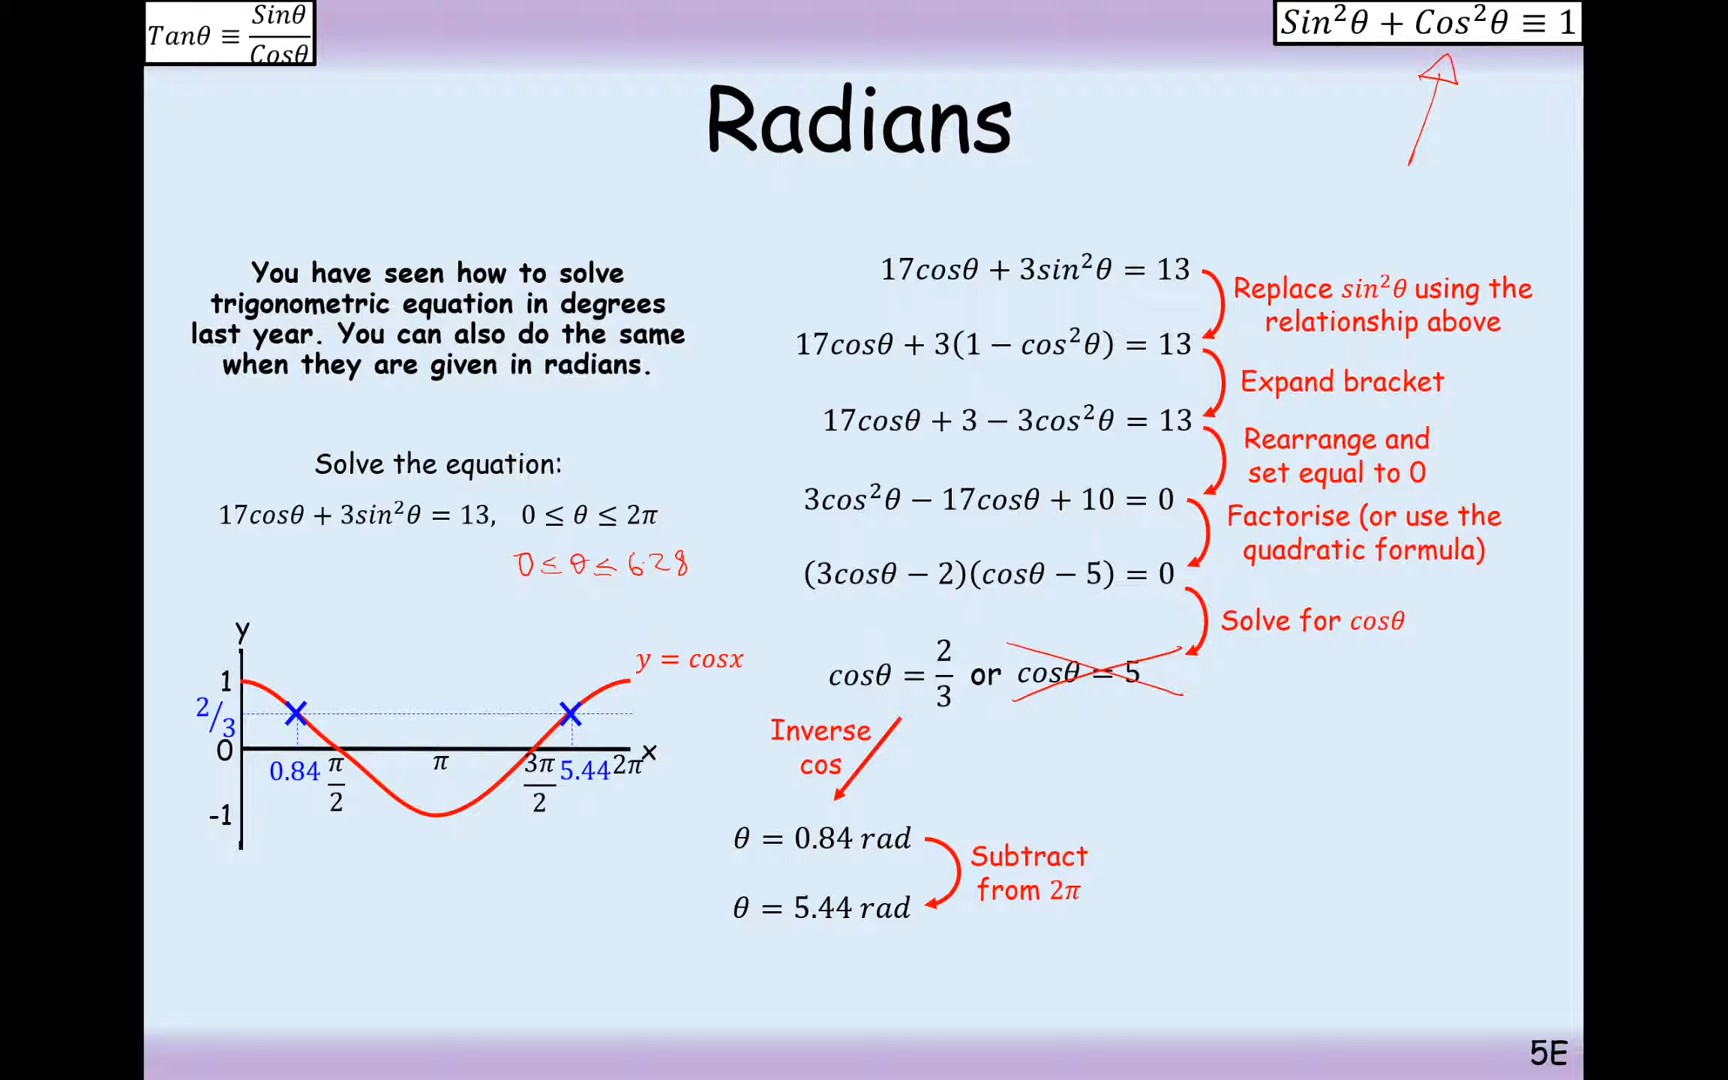 Tanθ ≡ Sinθ/Cosθ
Sin²θ + Cos²θ ≡ 1
Radians
You have seen how to solve
trigonometric equation in degrees
last year. You can also do the same
when they are given in radians.
Solve the equation:
17cosθ + 3sin²θ = 13, 0 ≤ θ ≤ 2π
0 ≤ θ ≤ 6.28
y
1
2/3
0
-1
0.84
π/2
π
3π/2
5.44
2π
x
y = cosx
17cosθ + 3sin²θ = 13
Replace sin²θ using the
relationship above
17cosθ + 3(1 − cos²θ) = 13
Expand bracket
17cosθ + 3 − 3cos²θ = 13
Rearrange and
set equal to 0
3cos²θ − 17cosθ + 10 = 0
Factorise (or use the
quadratic formula)
(3cosθ − 2)(cosθ − 5) = 0
Solve for cosθ
cosθ = 2/3 or cosθ = 5
Inverse
cos
θ = 0.84 rad
Subtract
from 2π
θ = 5.44 rad
5E